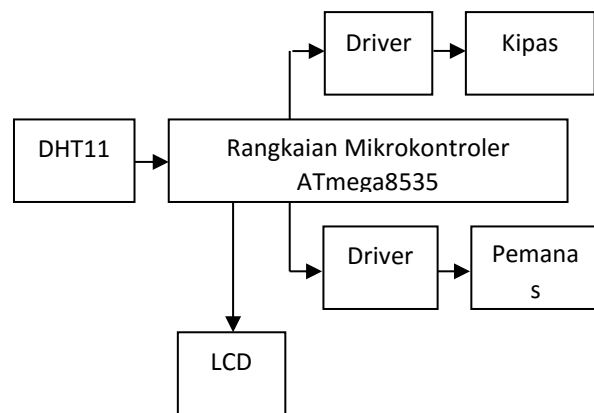 Driver
Kipas
DHT11
Rangkaian Mikrokontroler
ATmega8535
Driver
Pemana
s
LCD